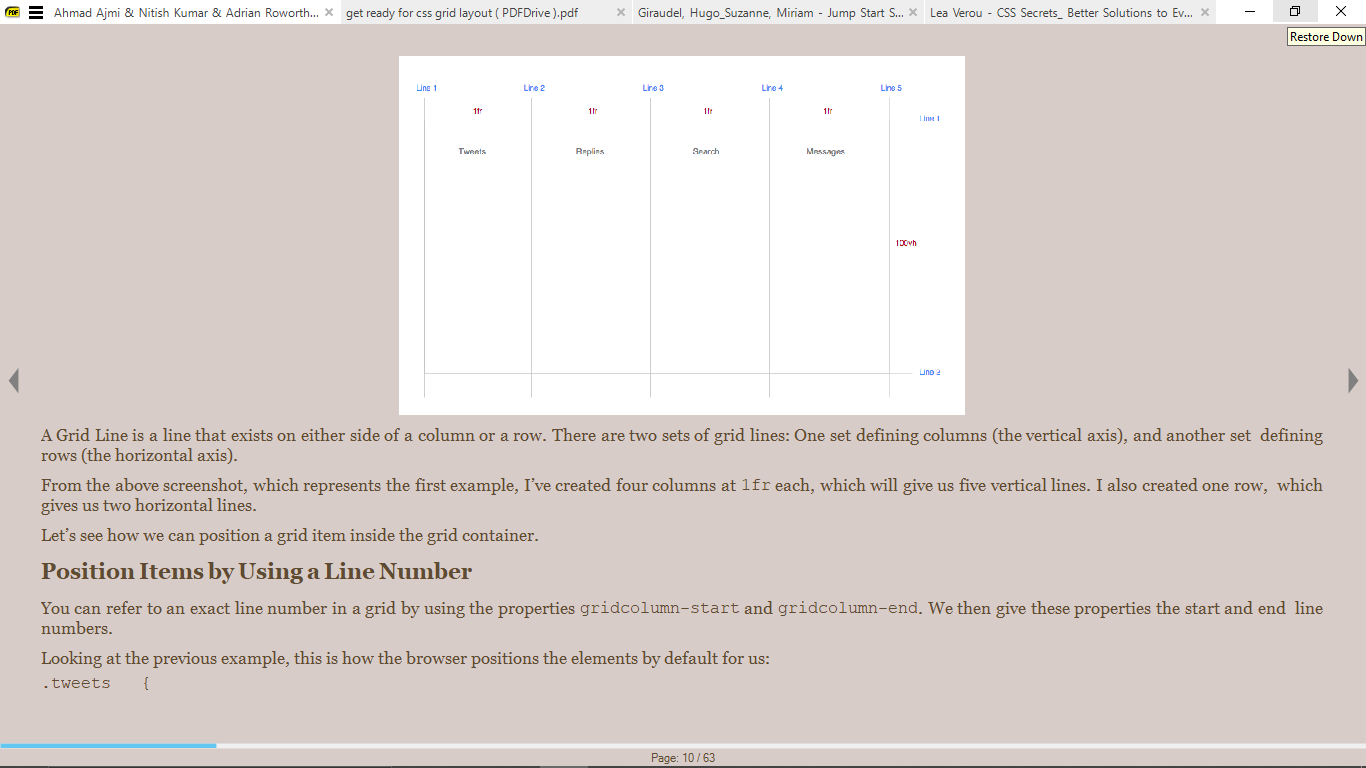 PDF Ahmad Ajmi & Nitish Kumar & Adrian Roworth... × get ready for css grid layout ( PDFDrive ).pdf × Giraudel, Hugo_Suzanne, Miriam - Jump Start S... × Lea Verou - CSS Secrets_ Better Solutions to Ev... ×
Restore Down
Line 1 Line 2 Line 3 Line 4 Line 5
1fr 1fr 1fr 1fr
Line 1
Tweets Replies Search Messages
100vh
Line 2
A Grid Line is a line that exists on either side of a column or a row. There are two sets of grid lines: One set defining columns (the vertical axis), and another set defining
rows (the horizontal axis).
From the above screenshot, which represents the first example, I’ve created four columns at 1fr each, which will give us five vertical lines. I also created one row, which
gives us two horizontal lines.
Let’s see how we can position a grid item inside the grid container.
Position Items by Using a Line Number
You can refer to an exact line number in a grid by using the properties gridcolumn-start and gridcolumn-end. We then give these properties the start and end line
numbers.
Looking at the previous example, this is how the browser positions the elements by default for us:
.tweets {
Page: 10 / 63